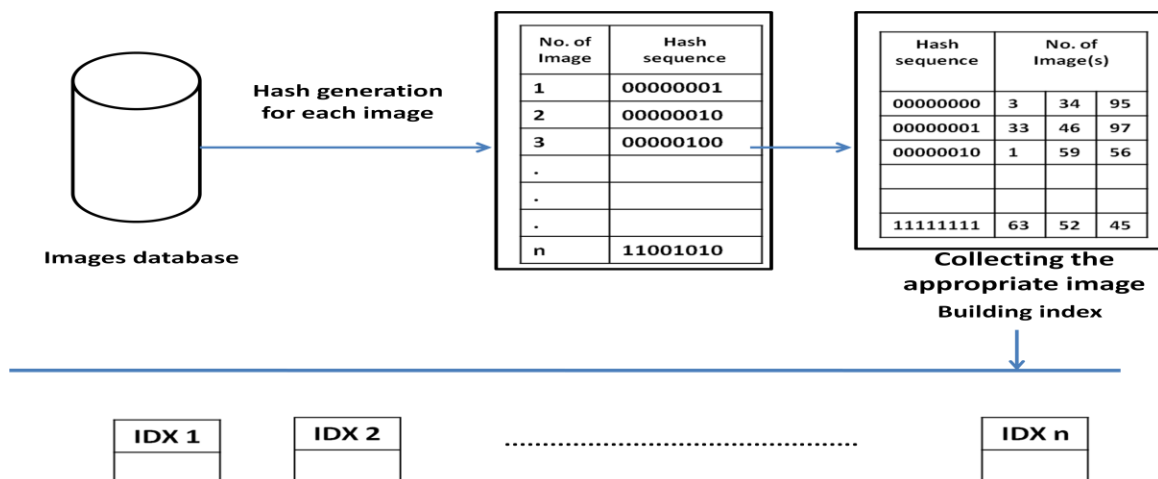 Images database
Hash generation
for each image
No. of Image Hash sequence
1 00000001
2 00000010
3 00000100
.
.
.
n 11001010
Hash sequence No. of Image(s)
00000000 3 34 95
00000001 33 46 97
00000010 1 59 56
11111111 63 52 45
Collecting the
appropriate image
Building index
IDX 1 IDX 2 IDX n